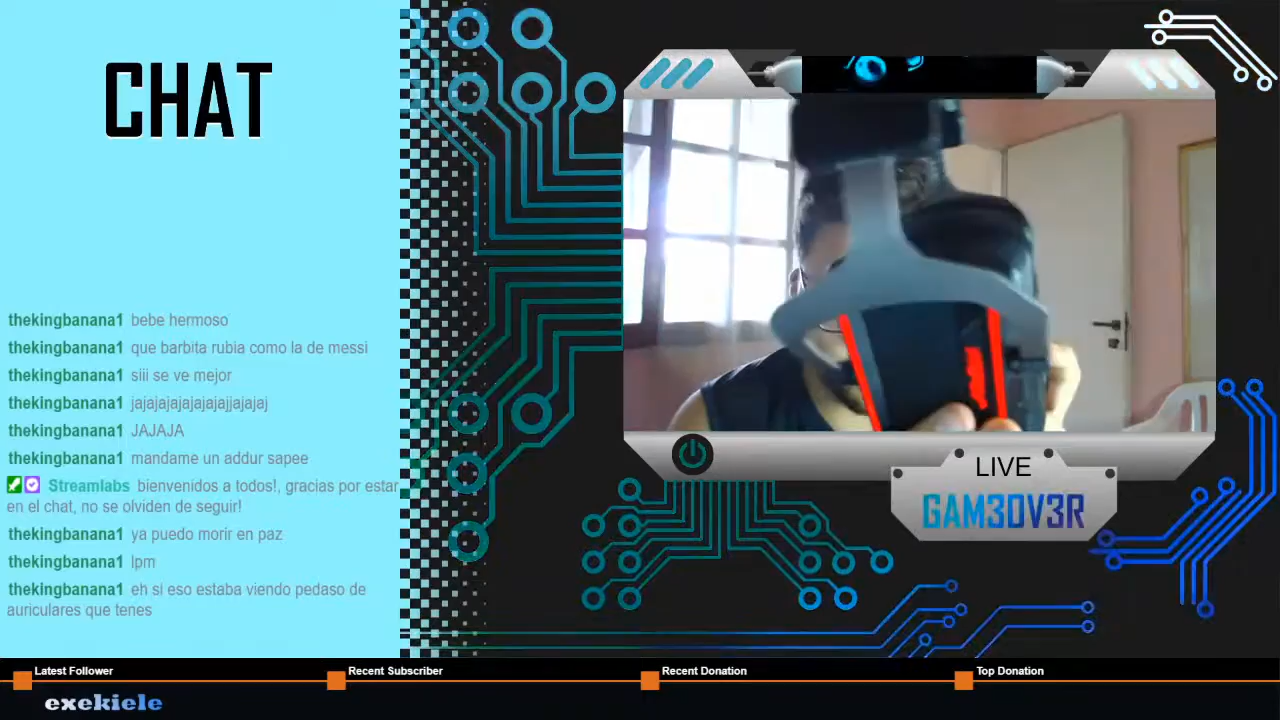 CHAT
thekingbanana1 bebe hermoso
thekingbanana1 que barbita rubia como la de messi
thekingbanana1 siii se ve mejor
thekingbanana1 jajajajajajajajjajajaj
thekingbanana1 JAJAJA
thekingbanana1 mandame un addur sapee
Streamlabs bienvenidos a todos!, gracias por estar
en el chat, no se olviden de seguir!
thekingbanana1 ya puedo morir en paz
thekingbanana1 lpm
thekingbanana1 eh si eso estaba viendo pedaso de
auriculares que tenes
LIVE
GAM3OV3R
Latest Follower
Recent Subscriber
Recent Donation
Top Donation
exekiele